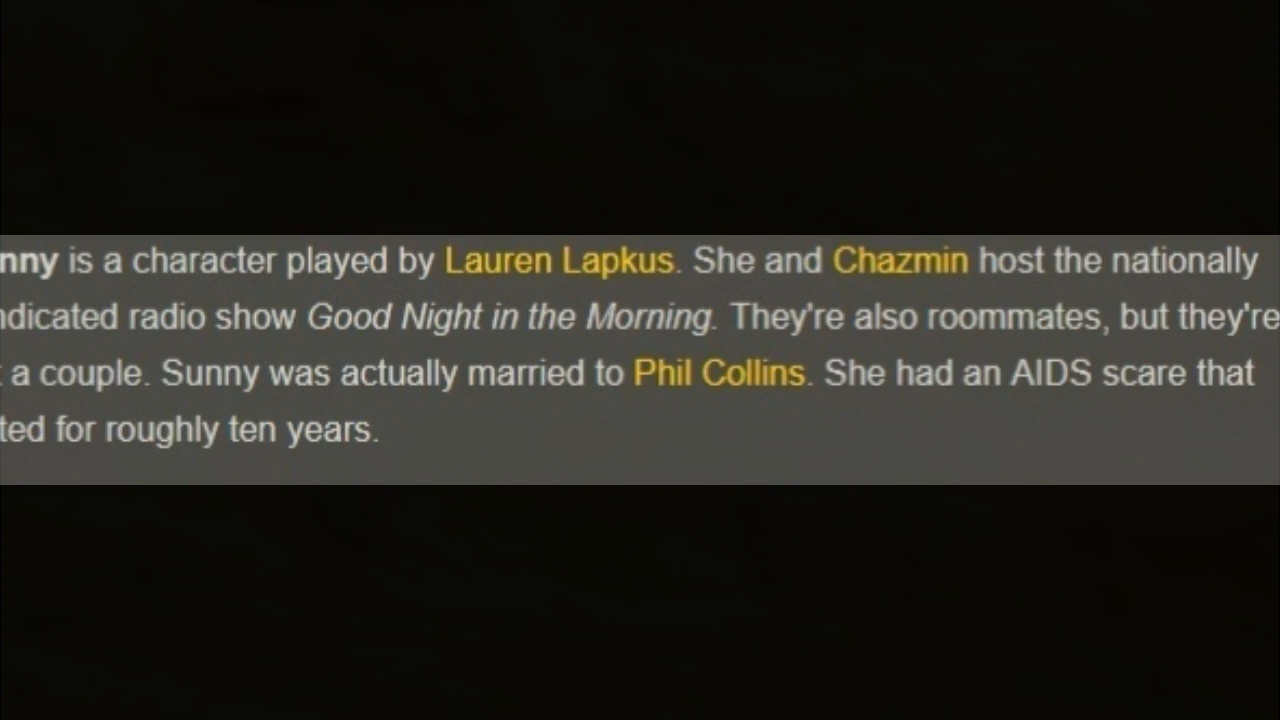 nny is a character played by Lauren Lapkus. She and Chazmin host the nationally
ndicated radio show Good Night in the Morning. They're also roommates, but they're
a couple. Sunny was actually married to Phil Collins. She had an AIDS scare that
ted for roughly ten years.